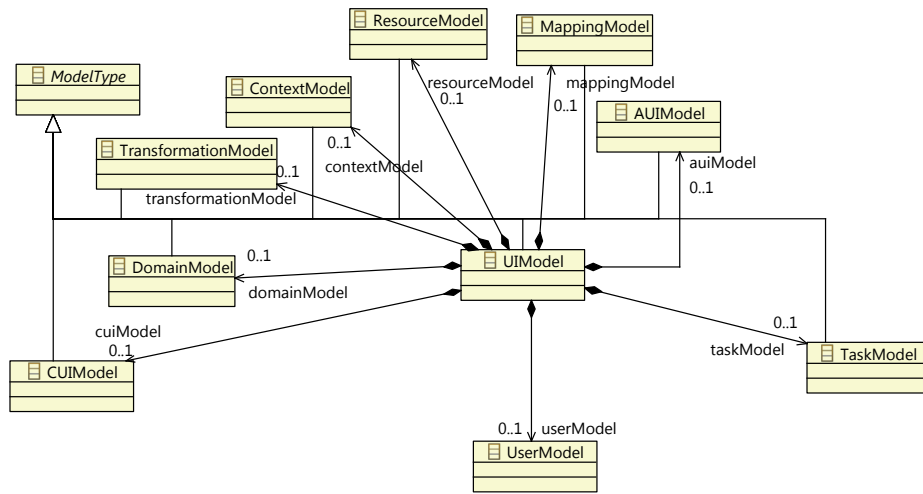 ResourceModel
MappingModel
ModelType
resourceModel
0..1
mappingModel
0..1
ContextModel
AUIModel
0..1
contextModel
TransformationModel
0..1
auiModel
0..1
transformationModel
DomainModel
0..1
domainModel
UIModel
cuiModel
0..1
0..1
taskModel
CUIModel
TaskModel
0..1
userModel
UserModel